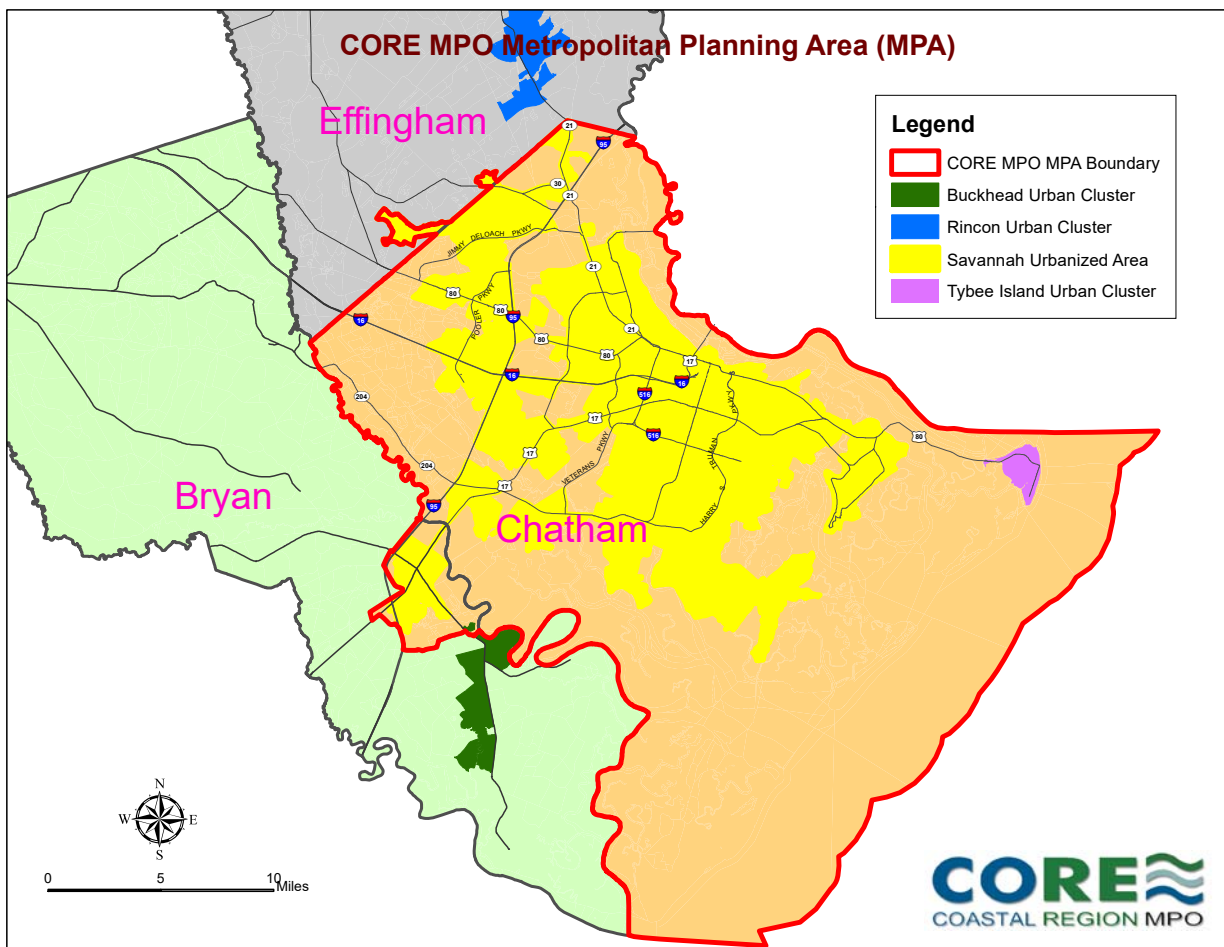 CORE MPO Metropolitan Planning Area (MPA)
Effingham
Legend
CORE MPO MPA Boundary
Buckhead Urban Cluster
Rincon Urban Cluster
Savannah Urbanized Area
Tybee Island Urban Cluster
21
95
30
21
JIMMY DELOACH PKWY
21
80
POOLER PKWY
80
95
16
80
21
80
17
16
16
516
HARRY S TRUMAN PKWY S
204
17
516
80
VETERANS PKWY
17
204
17
95
Bryan
Chatham
N
W
E
S
0
5
10
Miles
CORE
COASTAL REGION MPO